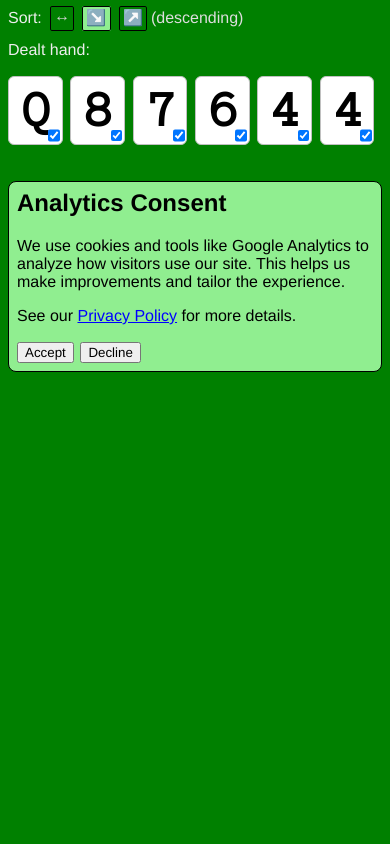 Sort: ↔ ↘ ↗ (descending)
Dealt hand:
Q 8 7 6 4 4
Analytics Consent
We use cookies and tools like Google Analytics to
analyze how visitors use our site. This helps us
make improvements and tailor the experience.
See our Privacy Policy for more details.
Accept Decline